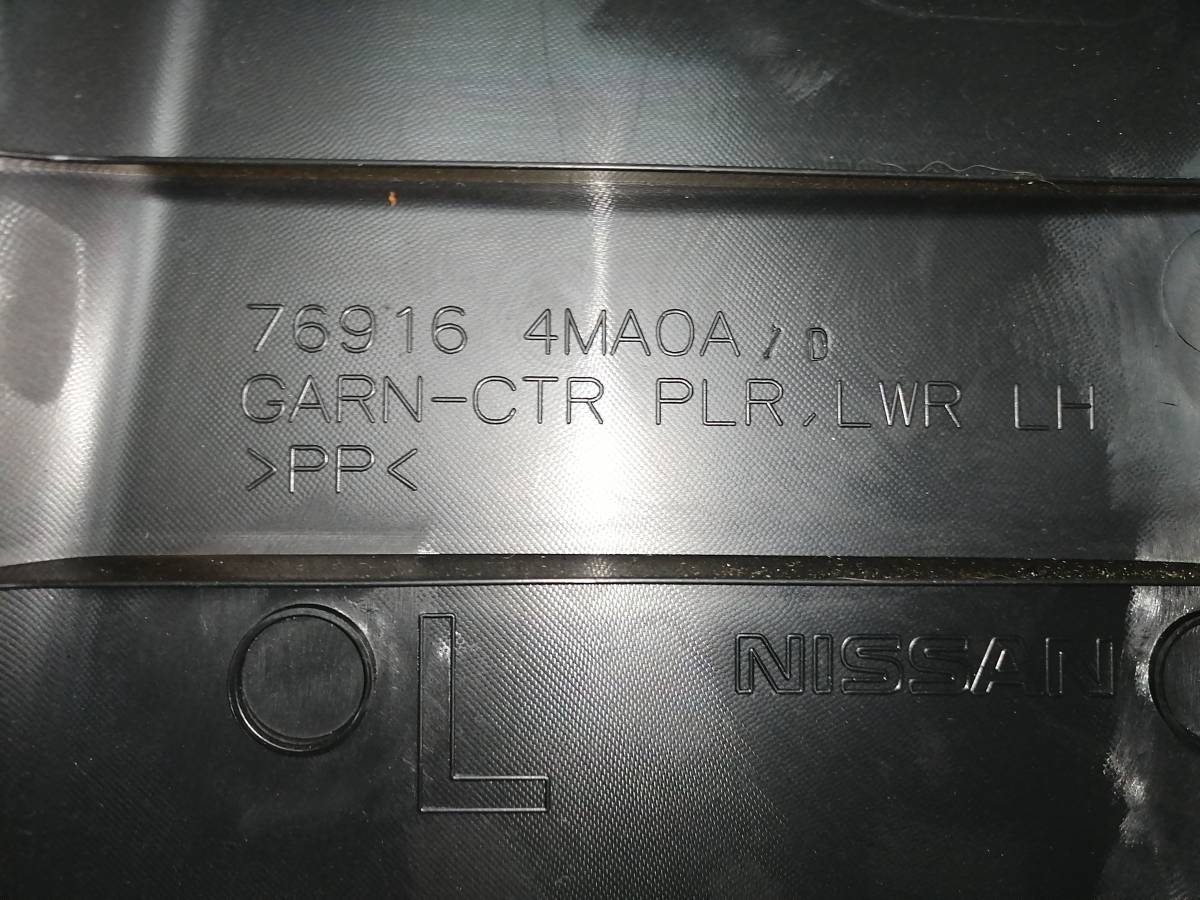 76916 4MA0A / D
GARN-CTR PLR, LWR LH
>PP<
L
NISSAN